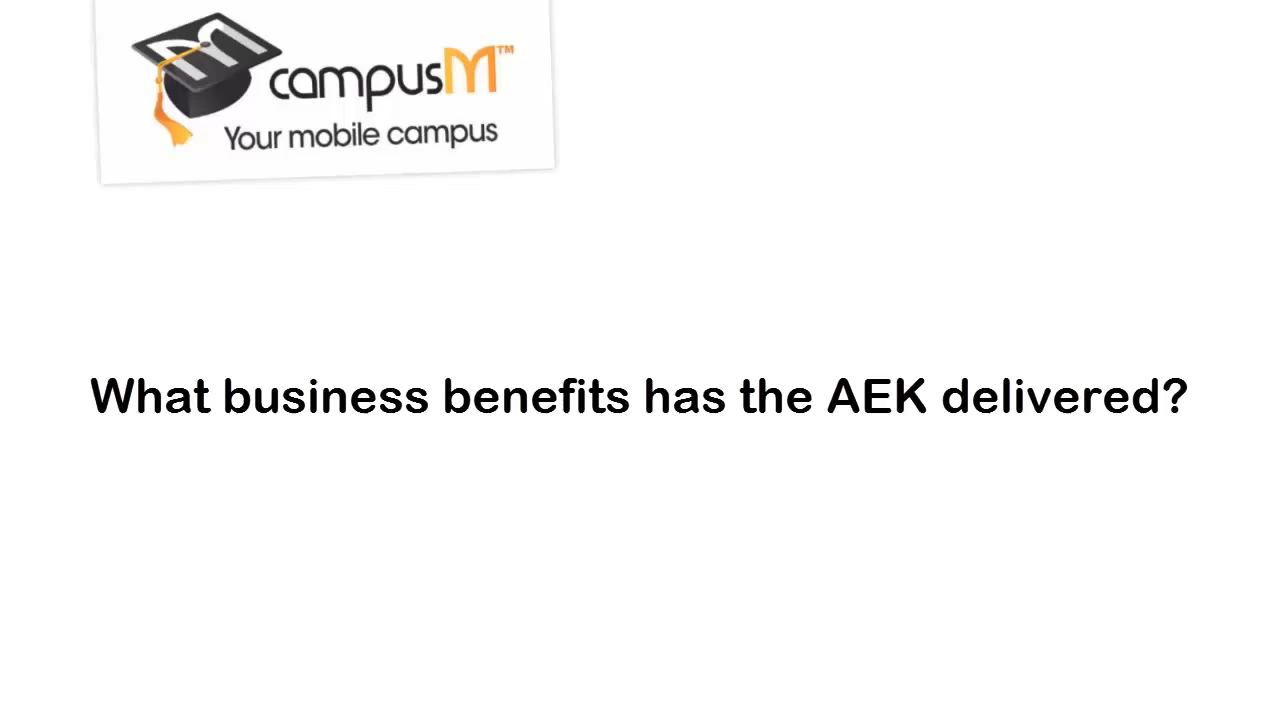 campusM™
Your mobile campus
What business benefits has the AEK delivered?